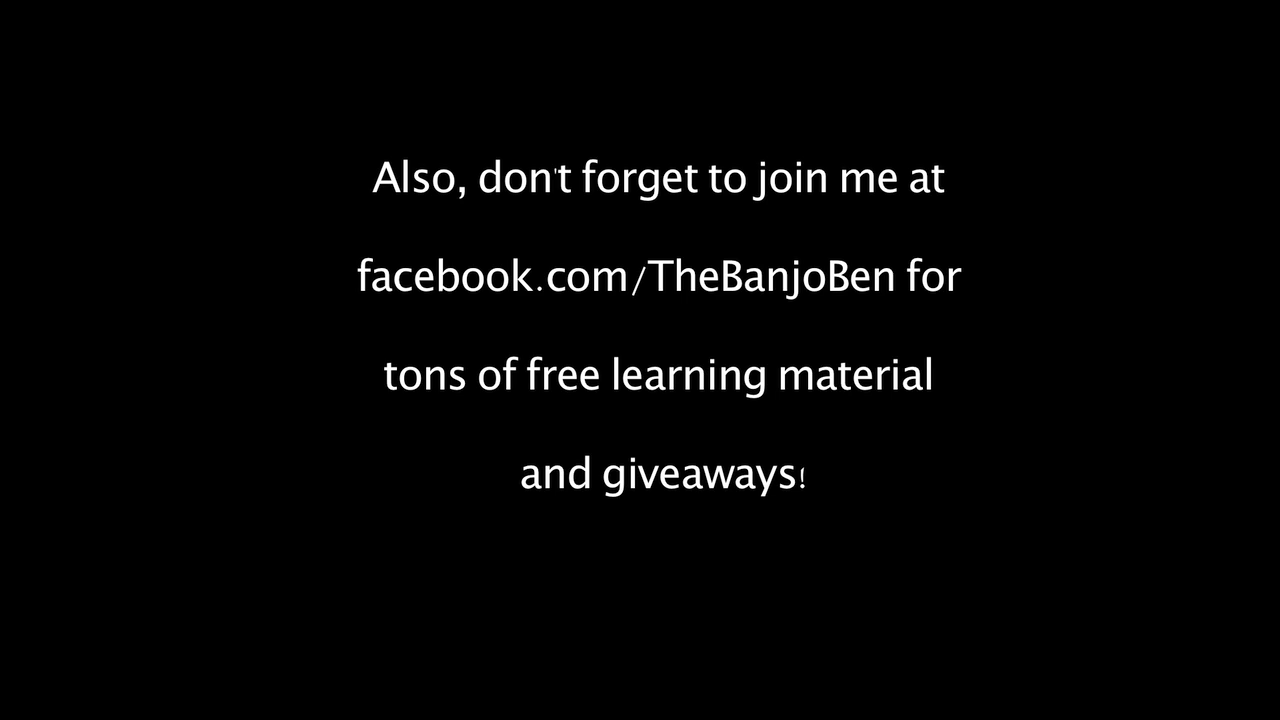 Also, don't forget to join me at
facebook.com/TheBanjoBen for
tons of free learning material
and giveaways!